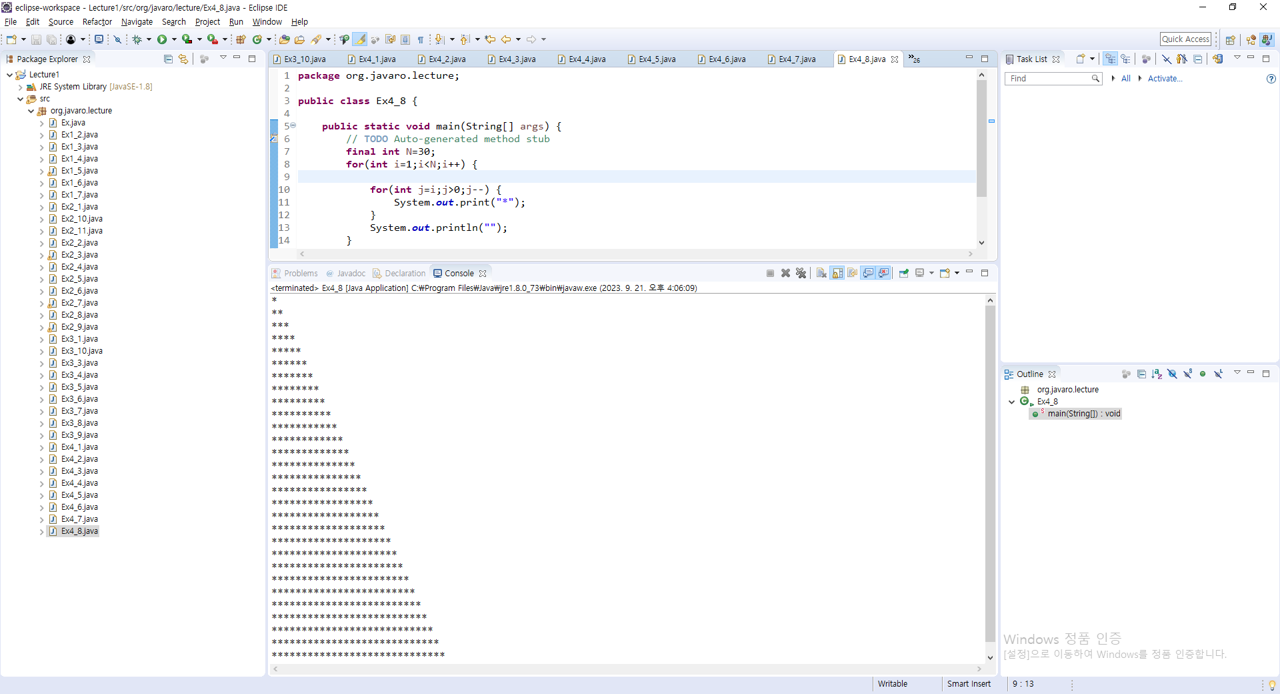 eclipse-workspace - Lecture1/src/org/javaro/lecture/Ex4_8.java - Eclipse IDE
File Edit Source Refactor Navigate Search Project Run Window Help
Quick Access
Package Explorer
Lecture1
JRE System Library [JavaSE-1.8]
src
org.javaro.lecture
Ex.java
Ex1_2.java
Ex1_3.java
Ex1_4.java
Ex1_5.java
Ex1_6.java
Ex1_7.java
Ex2_1.java
Ex2_10.java
Ex2_11.java
Ex2_2.java
Ex2_3.java
Ex2_4.java
Ex2_5.java
Ex2_6.java
Ex2_7.java
Ex2_8.java
Ex2_9.java
Ex3_1.java
Ex3_10.java
Ex3_3.java
Ex3_4.java
Ex3_5.java
Ex3_6.java
Ex3_7.java
Ex3_8.java
Ex3_9.java
Ex4_1.java
Ex4_2.java
Ex4_3.java
Ex4_4.java
Ex4_5.java
Ex4_6.java
Ex4_7.java
Ex4_8.java
Ex3_10.java Ex4_1.java Ex4_2.java Ex4_3.java Ex4_4.java Ex4_5.java Ex4_6.java Ex4_7.java Ex4_8.java »26
1 package org.javaro.lecture;
2
3 public class Ex4_8 {
4
5 public static void main(String[] args) {
6 // TODO Auto-generated method stub
7 final int N=30;
8 for(int i=1;i<N;i++) {
9
10 for(int j=i;j>0;j--) {
11 System.out.print("*");
12 }
13 System.out.println("");
14 }
Problems Javadoc Declaration Console
<terminated> Ex4_8 [Java Application] C:₩Program Files₩Java₩jre1.8.0_73₩bin₩javaw.exe (2023. 9. 21. 오후 4:06:09)
*
**
***
****
*****
******
*******
********
*********
**********
***********
************
*************
**************
***************
****************
*****************
******************
*******************
********************
*********************
**********************
***********************
************************
*************************
**************************
***************************
****************************
*****************************
Task List
Find All Activate...
Outline
org.javaro.lecture
Ex4_8
main(String[]) : void
Windows 정품 인증
[설정]으로 이동하여 Windows를 정품 인증합니다.
Writable Smart Insert 9 : 13